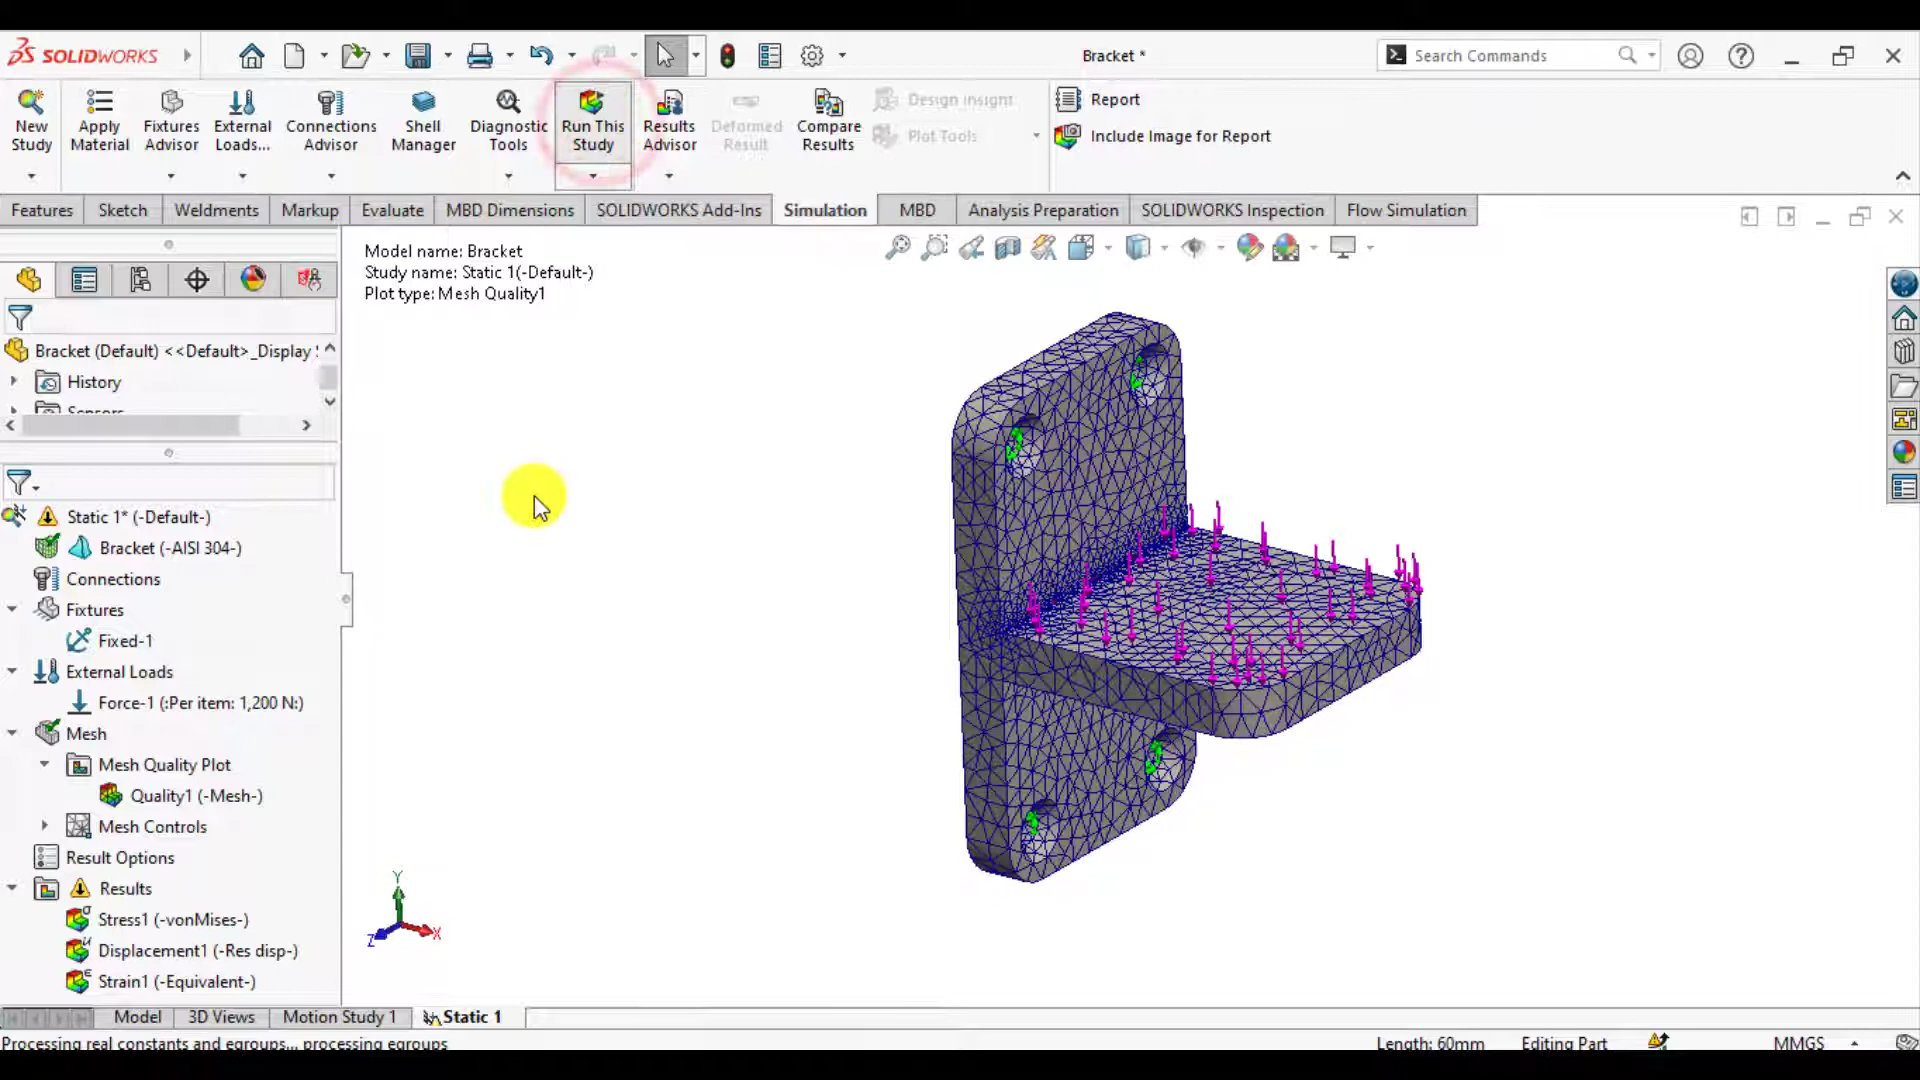 SOLIDWORKS
Bracket *
Search Commands
New Study
Apply Material
Fixtures Advisor
External Loads...
Connections Advisor
Shell Manager
Diagnostic Tools
Run This Study
Results Advisor
Deformed Result
Compare Results
Design Insight
Plot Tools
Report
Include Image for Report
Features
Sketch
Weldments
Markup
Evaluate
MBD Dimensions
SOLIDWORKS Add-Ins
Simulation
MBD
Analysis Preparation
SOLIDWORKS Inspection
Flow Simulation
Model name: Bracket
Study name: Static 1(-Default-)
Plot type: Mesh Quality1
Bracket (Default) <<Default>_Display
History
Sensors
Static 1* (-Default-)
Bracket (-AISI 304-)
Connections
Fixtures
Fixed-1
External Loads
Force-1 (:Per item: 1,200 N:)
Mesh
Mesh Quality Plot
Quality1 (-Mesh-)
Mesh Controls
Result Options
Results
Stress1 (-vonMises-)
Displacement1 (-Res disp-)
Strain1 (-Equivalent-)
Y
Z
X
Model
3D Views
Motion Study 1
Static 1
Processing real constants and egroups... processing egroups
Length: 60mm
Editing Part
MMGS